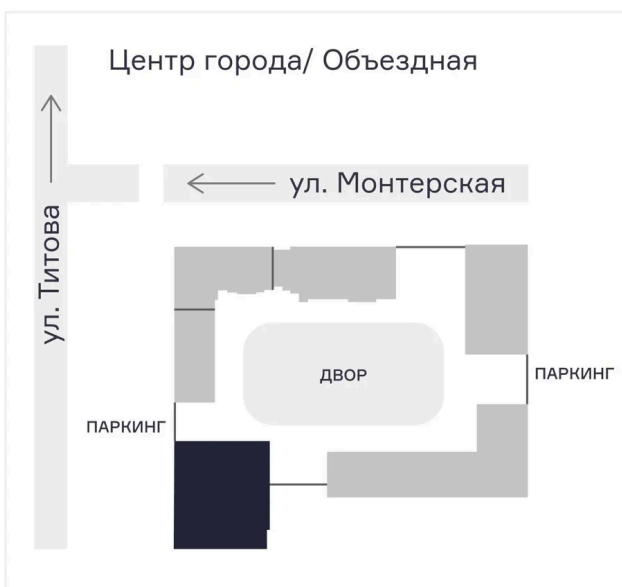 Центр города/ Объездная
ул. Монтерская
ул. Титова
ДВОР
ПАРКИНГ
ПАРКИНГ